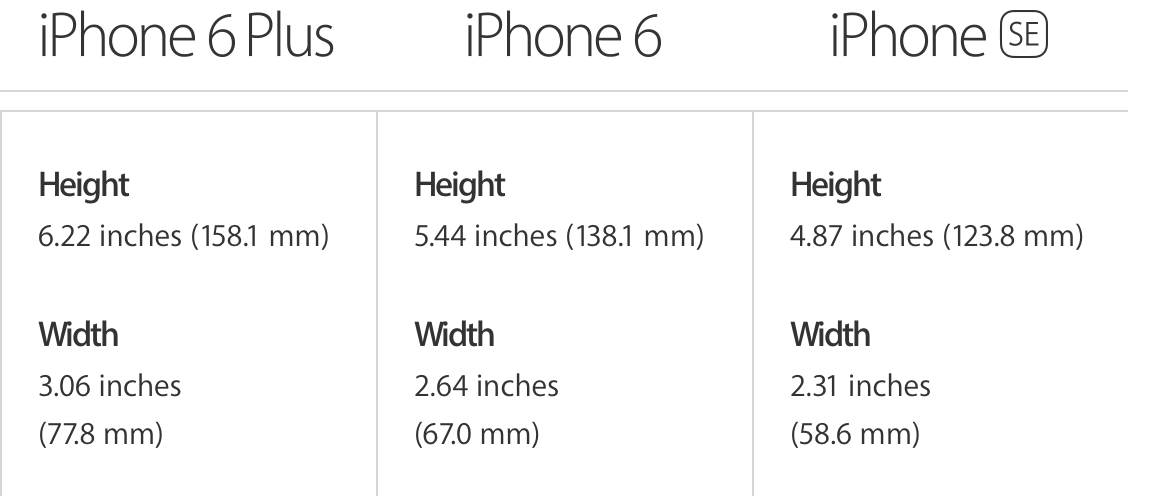 iPhone 6 Plus
iPhone 6
iPhone SE
Height
6.22 inches (158.1 mm)
Width
3.06 inches
(77.8 mm)
Height
5.44 inches (138.1 mm)
Width
2.64 inches
(67.0 mm)
Height
4.87 inches (123.8 mm)
Width
2.31 inches
(58.6 mm)